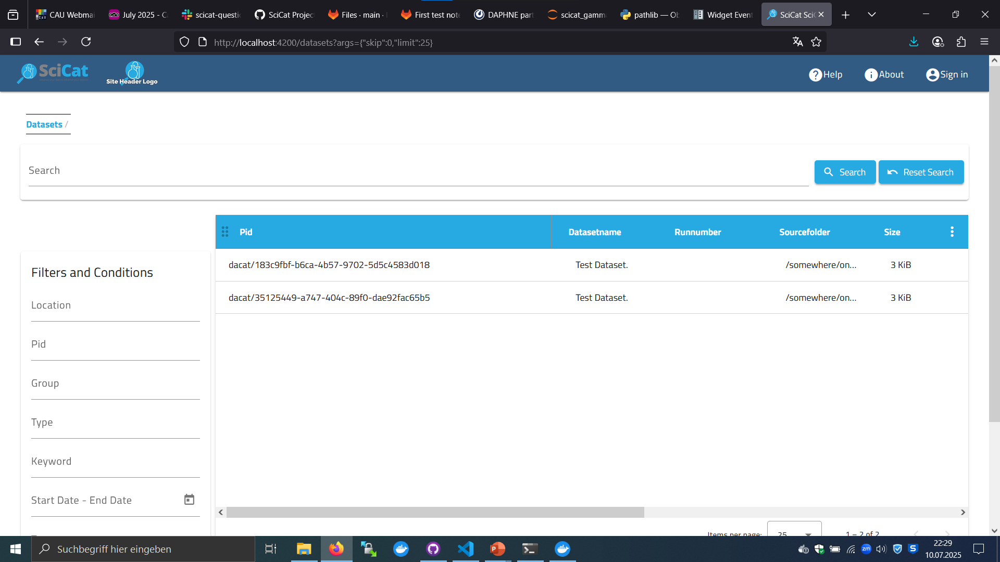 CAU Webmai
July 2025 - C
scicat-questi
SciCat Projec
Files · main ·
First test note
DAPHNE part
scicat_gamm
pathlib — Ob
Widget Event
SciCat Sci
http://localhost:4200/datasets?args={"skip":0,"limit":25}
SciCat
Site Header Logo
Help
About
Sign in
Datasets /
Search
Search
Reset Search
Pid
Datasetname
Runnumber
Sourcefolder
Size
dacat/183c9fbf-b6ca-4b57-9702-5d5c4583d018
Test Dataset.
/somewhere/on...
3 KiB
dacat/35125449-a747-404c-89f0-dae92fac65b5
Test Dataset.
/somewhere/on...
3 KiB
Filters and Conditions
Location
Pid
Group
Type
Keyword
Start Date - End Date
Items per page:
25
1 – 2 of 2
Suchbegriff hier eingeben
zm
22:29
10.07.2025